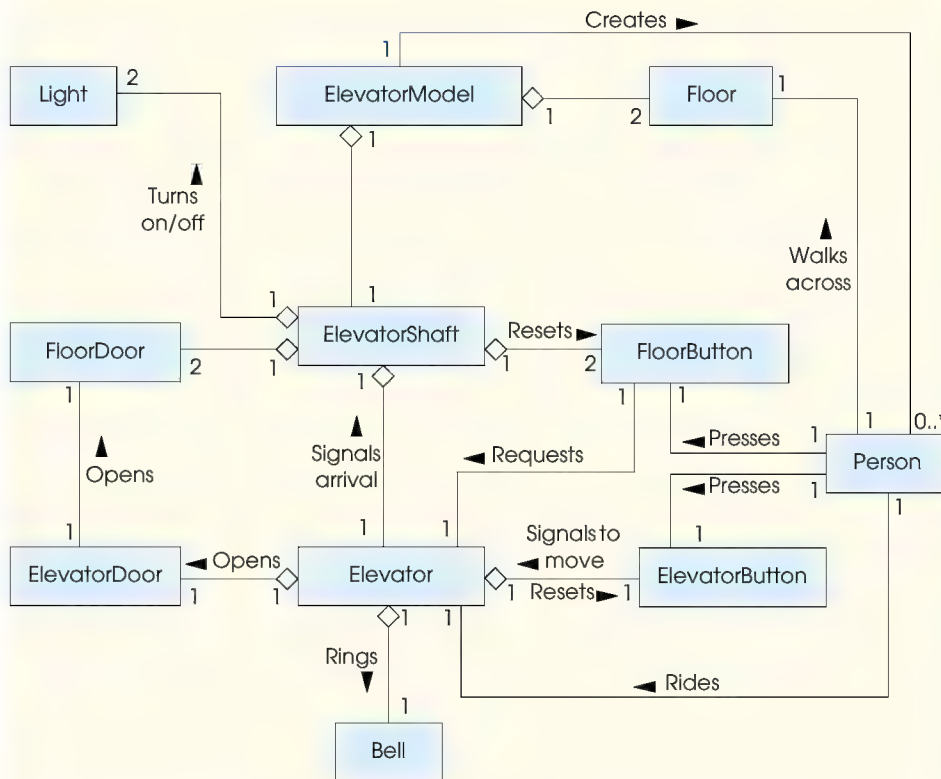 Creates
1
2
Light
ElevatorModel
Floor
1
1
2
1
Turns
on/off
Walks
across
1
1
ElevatorShaft
Resets
FloorDoor
FloorButton
2
1
1
1
2
1
1
1
1
0..*
Signals
arrival
Requests
Presses
1
Person
Opens
Presses
1
1
1
1
1
1
Signals to
move
Opens
ElevatorDoor
Elevator
ElevatorButton
1
1
1
Resets
1
1
1
Rings
Rides
1
Bell